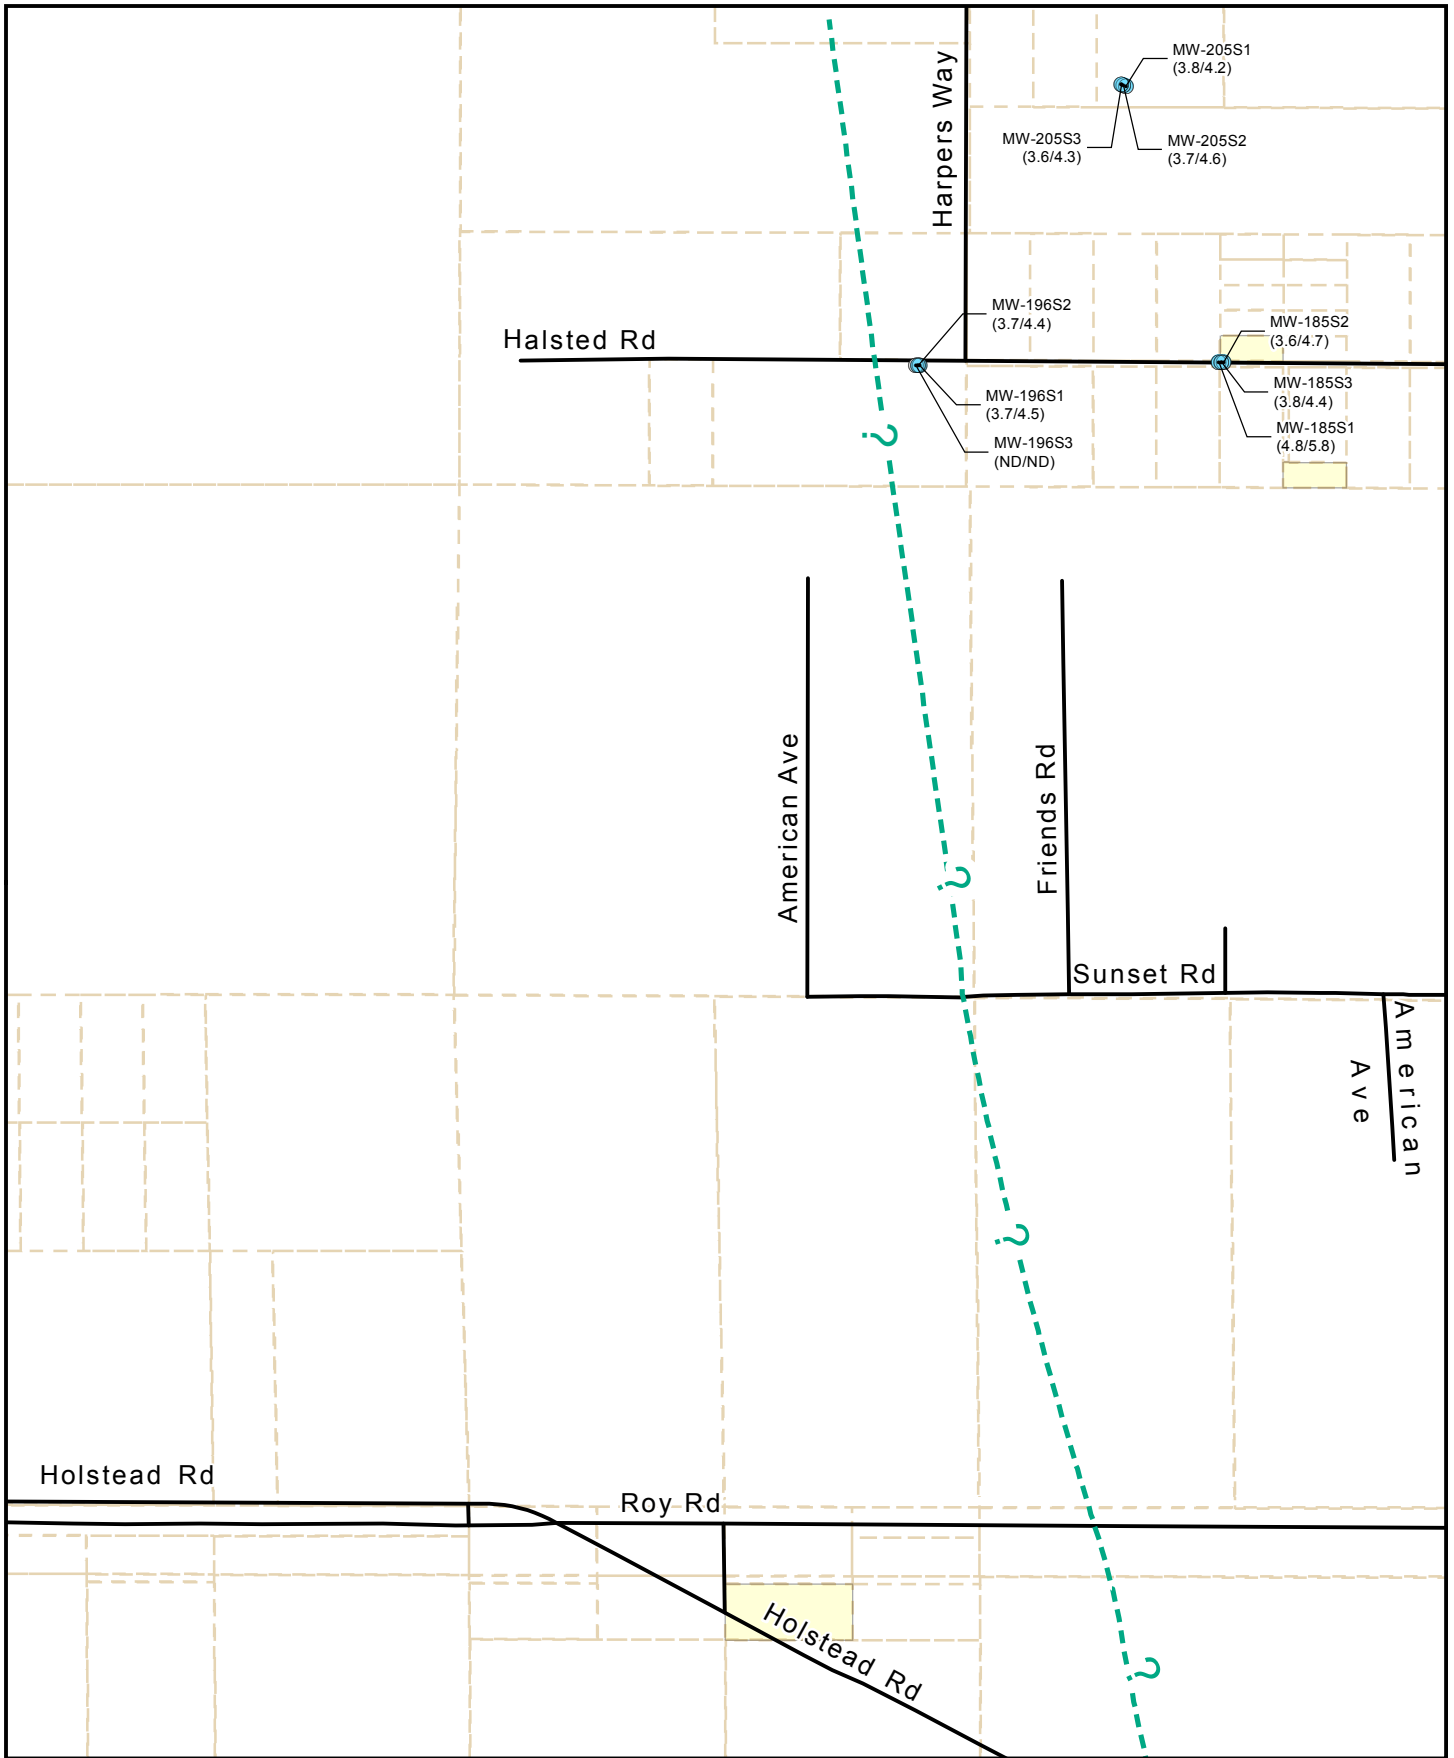 MW-205S1
(3.8/4.2)
Harpers Way
MW-205S3
(3.6/4.3)
MW-205S2
(3.7/4.6)
MW-196S2
(3.7/4.4)
Halsted Rd
MW-185S2
(3.6/4.7)
MW-185S3
(3.8/4.4)
MW-196S1
(3.7/4.5)
MW-185S1
(4.8/5.8)
?
MW-196S3
(ND/ND)
American Ave
Friends Rd
?
Sunset Rd
American
Ave
?
Holstead Rd
Roy Rd
Holstead Rd
?